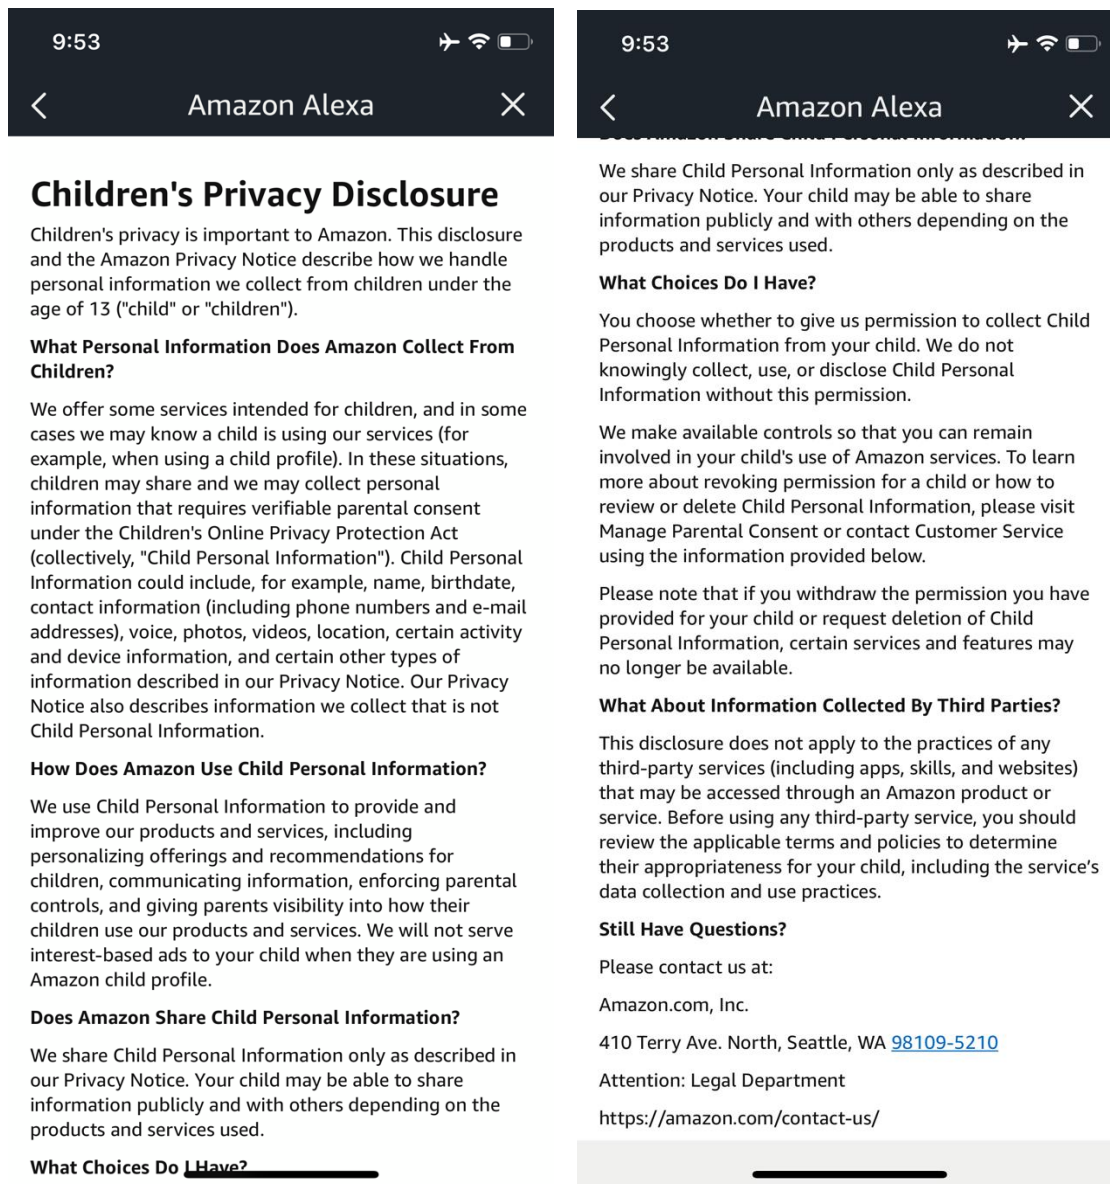 9:53
Amazon Alexa
Children's Privacy Disclosure
Children's privacy is important to Amazon. This disclosure
and the Amazon Privacy Notice describe how we handle
personal information we collect from children under the
age of 13 ("child" or "children").
What Personal Information Does Amazon Collect From
Children?
We offer some services intended for children, and in some
cases we may know a child is using our services (for
example, when using a child profile). In these situations,
children may share and we may collect personal
information that requires verifiable parental consent
under the Children's Online Privacy Protection Act
(collectively, "Child Personal Information"). Child Personal
Information could include, for example, name, birthdate,
contact information (including phone numbers and e-mail
addresses), voice, photos, videos, location, certain activity
and device information, and certain other types of
information described in our Privacy Notice. Our Privacy
Notice also describes information we collect that is not
Child Personal Information.
How Does Amazon Use Child Personal Information?
We use Child Personal Information to provide and
improve our products and services, including
personalizing offerings and recommendations for
children, communicating information, enforcing parental
controls, and giving parents visibility into how their
children use our products and services. We will not serve
interest-based ads to your child when they are using an
Amazon child profile.
Does Amazon Share Child Personal Information?
We share Child Personal Information only as described in
our Privacy Notice. Your child may be able to share
information publicly and with others depending on the
products and services used.
What Choices Do I Have?
9:53
Amazon Alexa
Does Amazon Share Child Personal Information?
We share Child Personal Information only as described in
our Privacy Notice. Your child may be able to share
information publicly and with others depending on the
products and services used.
What Choices Do I Have?
You choose whether to give us permission to collect Child
Personal Information from your child. We do not
knowingly collect, use, or disclose Child Personal
Information without this permission.
We make available controls so that you can remain
involved in your child's use of Amazon services. To learn
more about revoking permission for a child or how to
review or delete Child Personal Information, please visit
Manage Parental Consent or contact Customer Service
using the information provided below.
Please note that if you withdraw the permission you have
provided for your child or request deletion of Child
Personal Information, certain services and features may
no longer be available.
What About Information Collected By Third Parties?
This disclosure does not apply to the practices of any
third-party services (including apps, skills, and websites)
that may be accessed through an Amazon product or
service. Before using any third-party service, you should
review the applicable terms and policies to determine
their appropriateness for your child, including the service's
data collection and use practices.
Still Have Questions?
Please contact us at:
Amazon.com, Inc.
410 Terry Ave. North, Seattle, WA 98109-5210
Attention: Legal Department
https://amazon.com/contact-us/